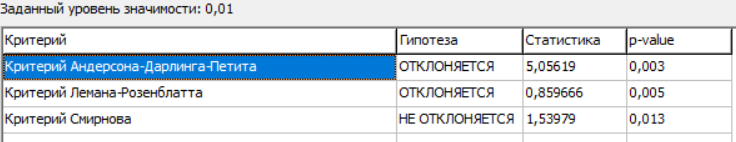 Заданный уровень значимости: 0,01
Критерий Гипотеза Статистика p-value
Критерий Андерсона-Дарлинга-Петита ОТКЛОНЯЕТСЯ 5,05619 0,003
Критерий Лемана-Розенблатта ОТКЛОНЯЕТСЯ 0,859666 0,005
Критерий Смирнова НЕ ОТКЛОНЯЕТСЯ 1,53979 0,013